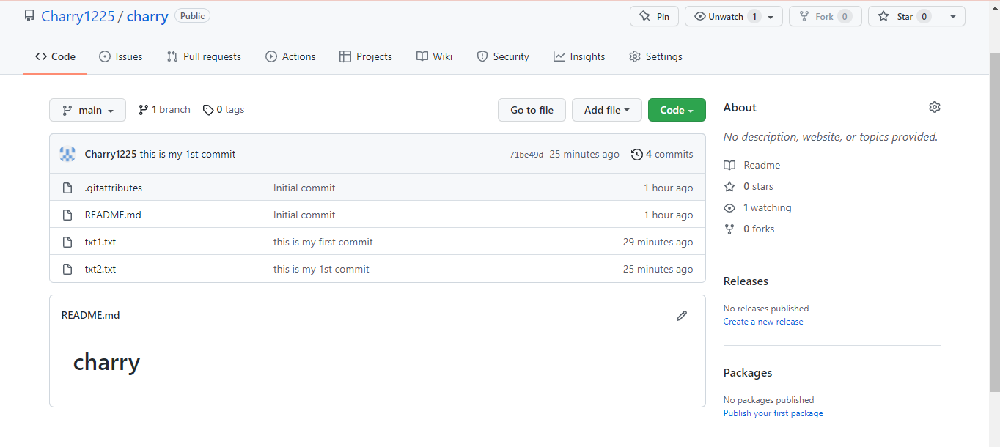 Charry1225 / charry Public Pin Unwatch 1 Fork 0 Star 0
Code Issues Pull requests Actions Projects Wiki Security Insights Settings
main 1 branch 0 tags Go to file Add file Code
Charry1225 this is my 1st commit 71be49d 25 minutes ago 4 commits
.gitattributes Initial commit 1 hour ago
README.md Initial commit 1 hour ago
txt1.txt this is my first commit 29 minutes ago
txt2.txt this is my 1st commit 25 minutes ago
README.md
charry
About
No description, website, or topics provided.
Readme
0 stars
1 watching
0 forks
Releases
No releases published
Create a new release
Packages
No packages published
Publish your first package